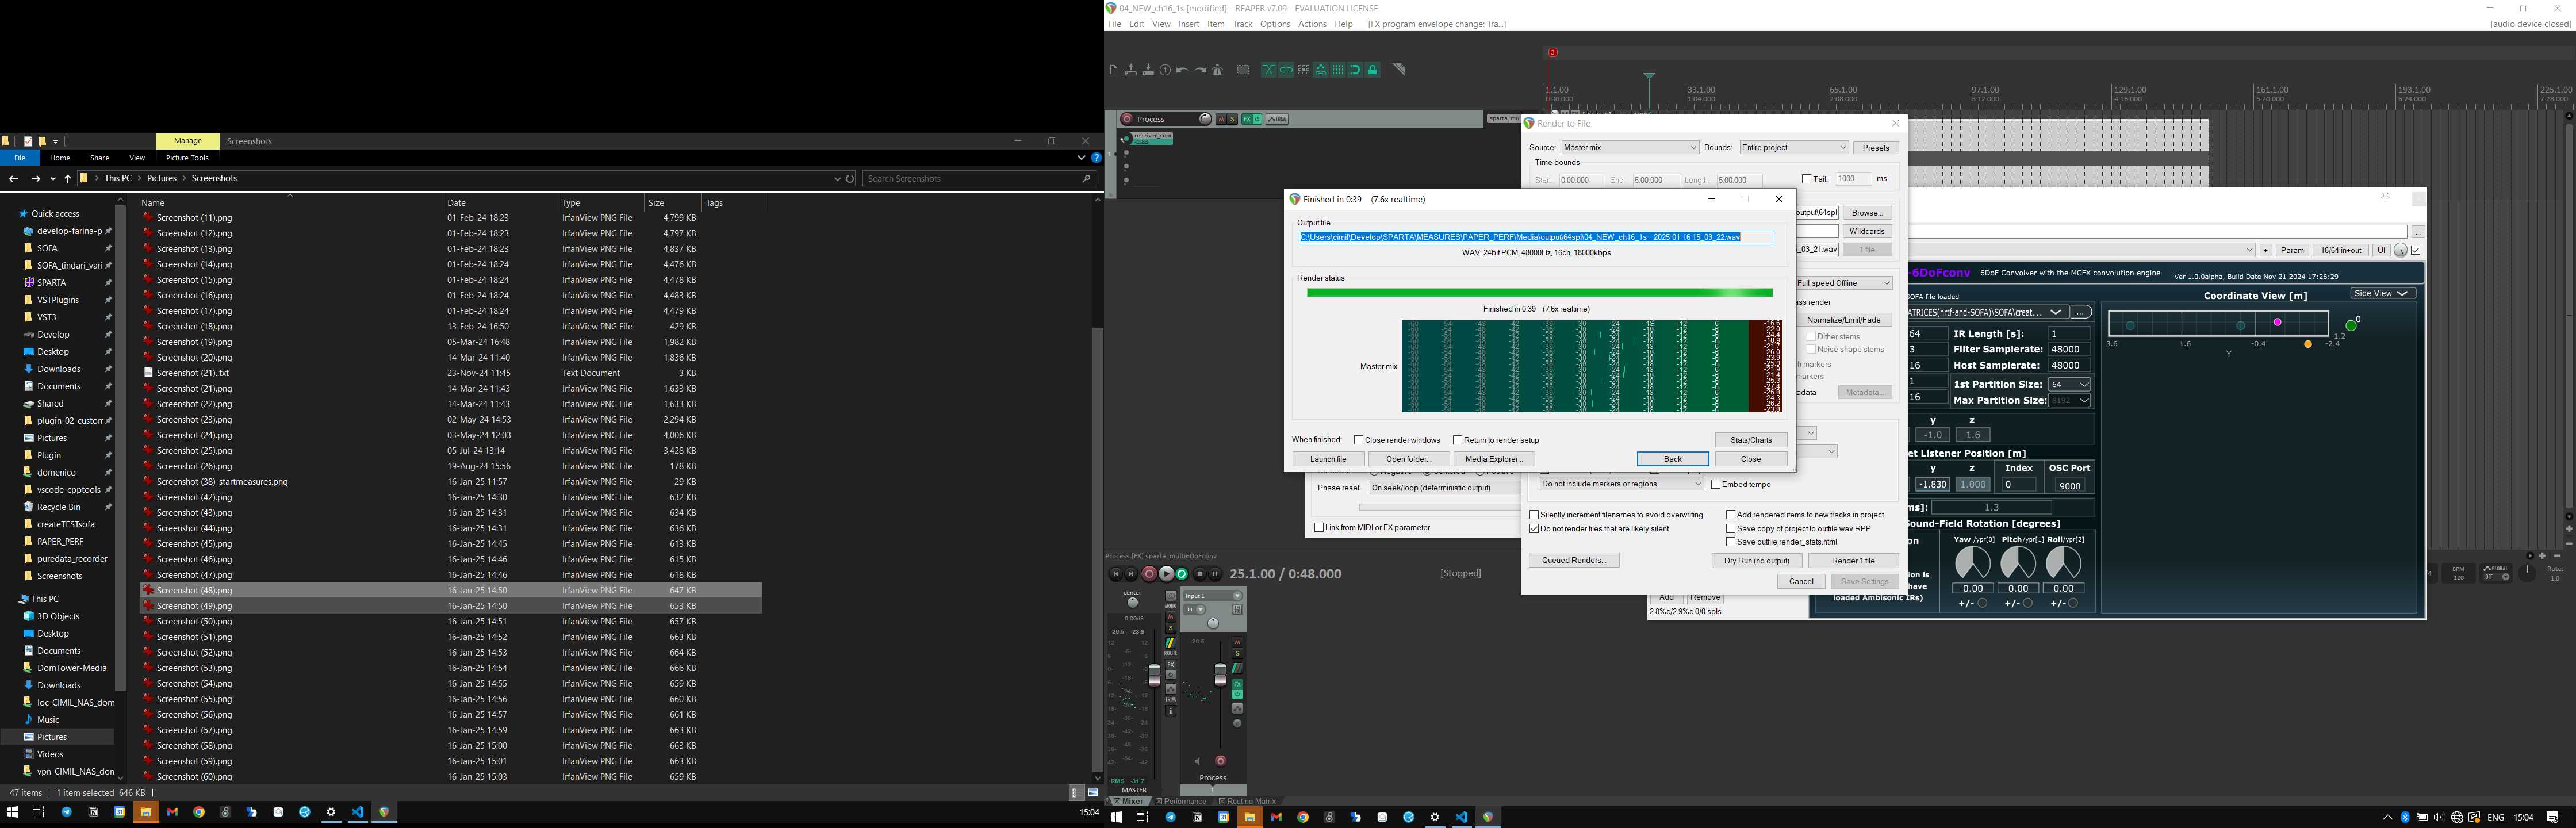 Manage
Screenshots
File
Home
Share
View
Picture Tools
This PC
Pictures
Screenshots
Search Screenshots
Name
Date
Type
Size
Tags
Quick access
develop-farina-p
SOFA
SOFA_tindari_vari
SPARTA
VSTPlugins
VST3
Develop
Desktop
Downloads
Documents
Shared
plugin-02-custom
Pictures
Plugin
domenico
vscode-cpptools
Recycle Bin
createTESTsofa
PAPER_PERF
puredata_recorder
Screenshots
This PC
3D Objects
Desktop
Documents
DomTower-Media
Downloads
loc-CIMIL_NAS_dom
Music
Pictures
Videos
vpn-CIMIL_NAS_don
Screenshot (11).png 01-Feb-24 18:23 IrfanView PNG File 4,799 KB
Screenshot (12).png 01-Feb-24 18:23 IrfanView PNG File 4,797 KB
Screenshot (13).png 01-Feb-24 18:23 IrfanView PNG File 4,837 KB
Screenshot (14).png 01-Feb-24 18:24 IrfanView PNG File 4,476 KB
Screenshot (15).png 01-Feb-24 18:24 IrfanView PNG File 4,478 KB
Screenshot (16).png 01-Feb-24 18:24 IrfanView PNG File 4,483 KB
Screenshot (17).png 01-Feb-24 18:24 IrfanView PNG File 4,479 KB
Screenshot (18).png 13-Feb-24 16:50 IrfanView PNG File 429 KB
Screenshot (19).png 05-Mar-24 16:48 IrfanView PNG File 1,982 KB
Screenshot (20).png 14-Mar-24 11:40 IrfanView PNG File 1,836 KB
Screenshot (21)..txt 23-Nov-24 11:45 Text Document 3 KB
Screenshot (21).png 14-Mar-24 11:43 IrfanView PNG File 1,633 KB
Screenshot (22).png 14-Mar-24 11:43 IrfanView PNG File 1,633 KB
Screenshot (23).png 02-May-24 14:53 IrfanView PNG File 2,294 KB
Screenshot (24).png 03-May-24 12:03 IrfanView PNG File 4,006 KB
Screenshot (25).png 05-Jul-24 13:14 IrfanView PNG File 3,428 KB
Screenshot (26).png 19-Aug-24 15:56 IrfanView PNG File 178 KB
Screenshot (38)-startmeasures.png 16-Jan-25 11:57 IrfanView PNG File 29 KB
Screenshot (42).png 16-Jan-25 14:30 IrfanView PNG File 632 KB
Screenshot (43).png 16-Jan-25 14:31 IrfanView PNG File 634 KB
Screenshot (44).png 16-Jan-25 14:31 IrfanView PNG File 636 KB
Screenshot (45).png 16-Jan-25 14:45 IrfanView PNG File 613 KB
Screenshot (46).png 16-Jan-25 14:46 IrfanView PNG File 615 KB
Screenshot (47).png 16-Jan-25 14:46 IrfanView PNG File 618 KB
Screenshot (48).png 16-Jan-25 14:50 IrfanView PNG File 647 KB
Screenshot (49).png 16-Jan-25 14:50 IrfanView PNG File 653 KB
Screenshot (50).png 16-Jan-25 14:51 IrfanView PNG File 657 KB
Screenshot (51).png 16-Jan-25 14:52 IrfanView PNG File 663 KB
Screenshot (52).png 16-Jan-25 14:53 IrfanView PNG File 664 KB
Screenshot (53).png 16-Jan-25 14:54 IrfanView PNG File 666 KB
Screenshot (54).png 16-Jan-25 14:55 IrfanView PNG File 659 KB
Screenshot (55).png 16-Jan-25 14:56 IrfanView PNG File 660 KB
Screenshot (56).png 16-Jan-25 14:57 IrfanView PNG File 661 KB
Screenshot (57).png 16-Jan-25 14:59 IrfanView PNG File 663 KB
Screenshot (58).png 16-Jan-25 15:00 IrfanView PNG File 663 KB
Screenshot (59).png 16-Jan-25 15:01 IrfanView PNG File 663 KB
Screenshot (60).png 16-Jan-25 15:03 IrfanView PNG File 659 KB
47 items 1 item selected 646 KB
15:04
04_NEW_ch16_1s [modified] - REAPER v7.09 - EVALUATION LICENSE
File Edit View Insert Item Track Options Actions Help [FX program envelope change: Tra...]
[audio device closed]
3
1.1.00 33.1.00 65.1.00 97.1.00 129.1.00 161.1.00 193.1.00 225.1.00
0:00.000 1:04.000 2:08.000 3:12.000 4:16.000 5:20.000 6:24.000 7:28.000
Process
M S FX TRIM
1
Render to File
Source: Master mix Bounds: Entire project Presets
Time bounds
Start: 0:00.000 End: 5:00.000 Length: 5:00.000 Tail: 1000 ms
output\64spl Browse...
Wildcards
_03_21.wav 1 file
Full-speed Offline
Normalize/Limit/Fade
Dither stems
Noise shape stems
Metadata...
Do not include markers or regions Embed tempo
Silently increment filenames to avoid overwriting
Add rendered items to new tracks in project
Do not render files that are likely silent
Save copy of project to outfile.wav.RPP
Save outfile.render_stats.html
Queued Renders... Dry Run (no output) Render 1 file
Cancel Save Settings
Finished in 0:39 (7.6x realtime)
Output file
C:\Users\cimil\Develop\SPARTA\MEASURES\PAPER_PERF\Media\output\64spl\04_NEW_ch16_1s---2025-01-16 15_03_22.wav
WAV: 24bit PCM, 48000Hz, 16ch, 18000kbps
Render status
Finished in 0:39 (7.6x realtime)
Master mix
When finished: Close render windows Return to render setup Stats/Charts
Launch file Open folder... Media Explorer... Back Close
Phase reset: On seek/loop (deterministic output)
Link from MIDI or FX parameter
+ Param 16/64 in+out UI
-6DoFconv 6DoF Convolver with the MCFX convolution engine Ver 1.0.0alpha, Build Date Nov 21 2024 17:26:29
SOFA file loaded
ATRICES(hrtf-and-SOFA)\SOFA\creat...
64 IR Length [s]: 1
3 Filter Samplerate: 48000
16 Host Samplerate: 48000
1 1st Partition Size: 64
16 Max Partition Size: 8192
y z
-1.0 1.6
et Listener Position [m]
y z Index OSC Port
-1.830 1.000 0 9000
ms]: 1.3
Sound-Field Rotation [degrees]
Yaw /ypr[0] Pitch/ypr[1] Roll/ypr[2]
0.00 0.00 0.00
+/- +/- +/-
loaded Ambisonic IRs)
Coordinate View [m] Side View
0
1.2
3.6 1.6 -0.4 -2.4
Y
Add Remove
2.8%c/2.9%c 0/0 spls
Process [FX] sparta_multi6DoFconv
25.1.00 / 0:48.000
[Stopped]
BPM
120
GLOBAL
Rate:
1.0
center
0.00dB
-20.5 -23.9
MONO
M
S
ROUTE
FX
TRIM
RMS -31.7
MASTER
Input 1
Process
1
Mixer Performance Routing Matrix
ENG 15:04